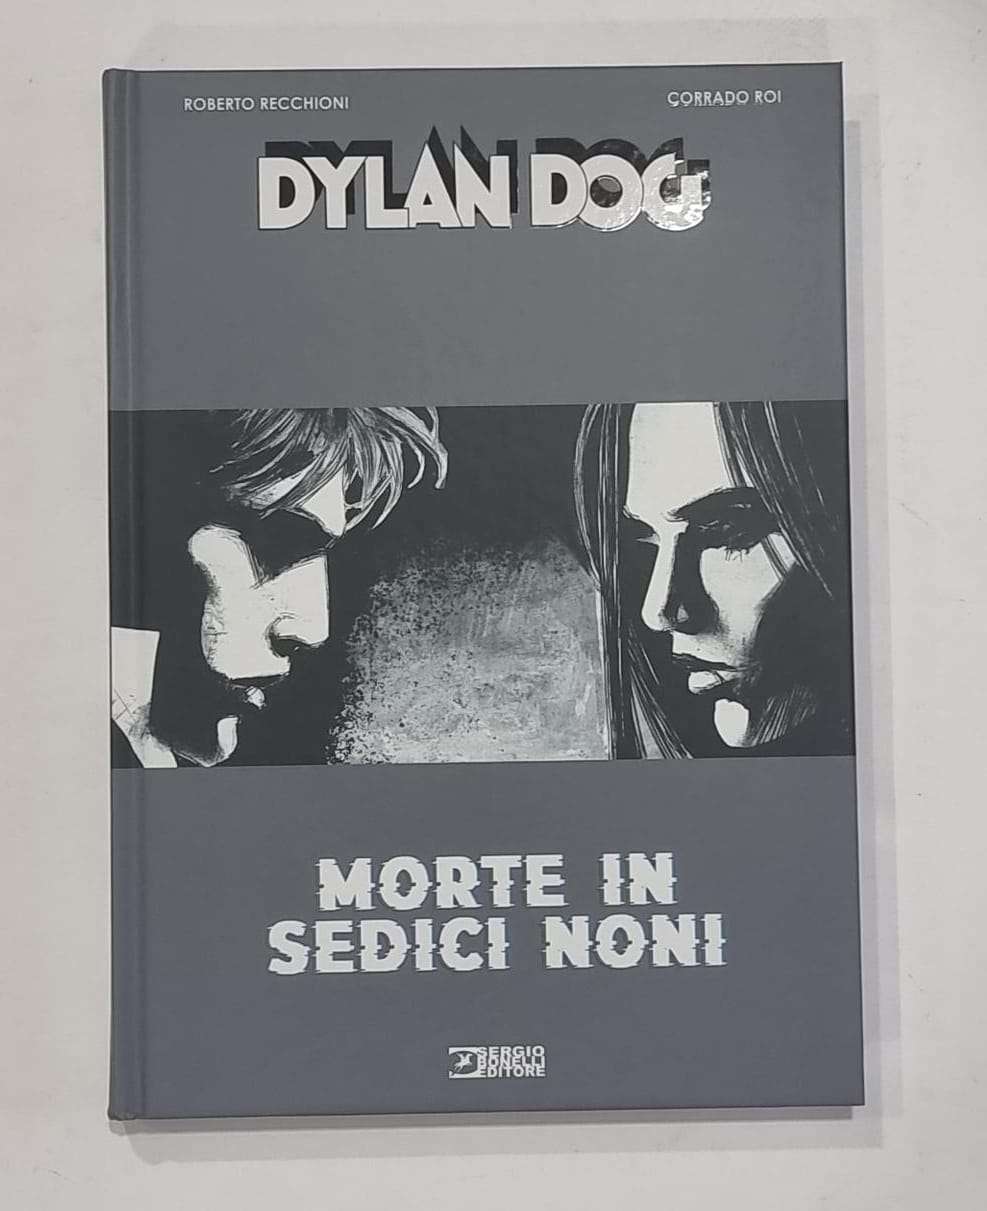 ROBERTO RECCHIONI
CORRADO ROI
DYLAN DOG
MORTE IN
SEDICI NONI
SERGIO
BONELLI
EDITORE